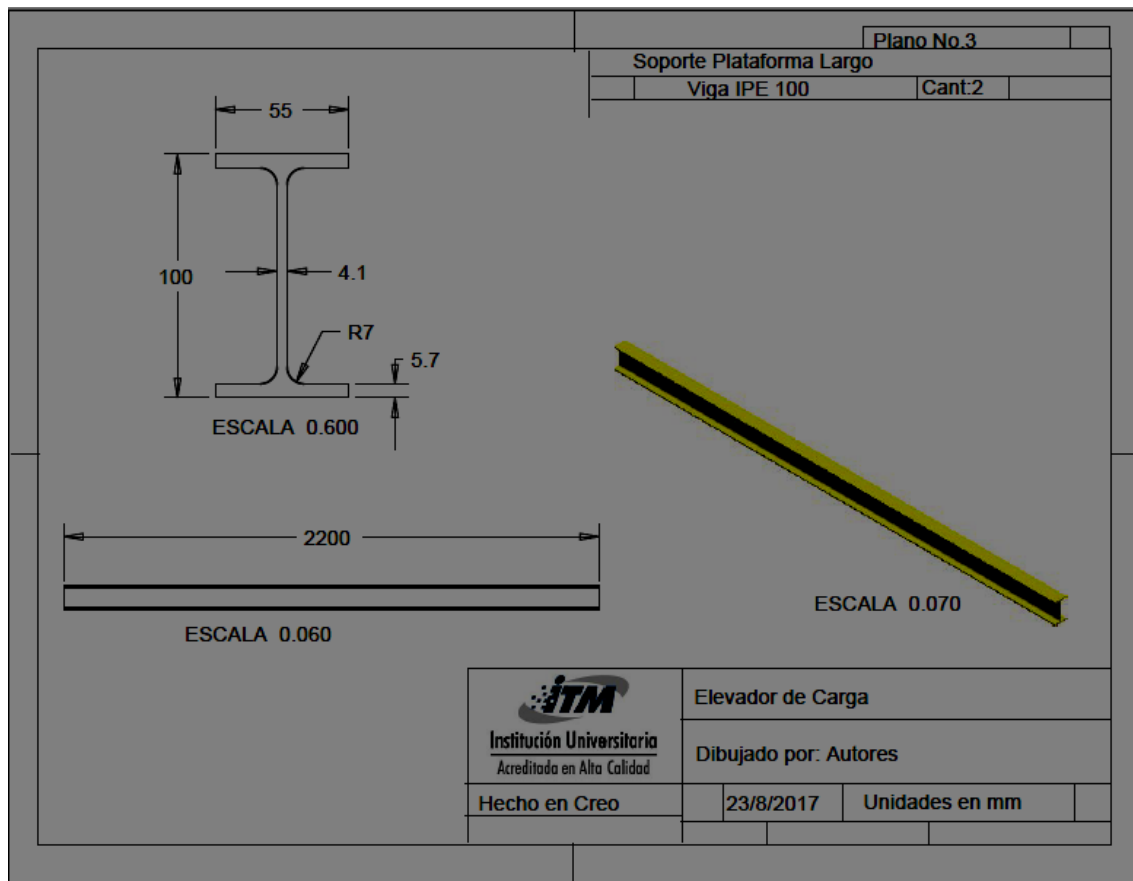 Plano No.3
Soporte Plataforma Largo
Viga IPE 100 Cant:2
55
100
4.1
R7
5.7
ESCALA 0.600
2200
ESCALA 0.060
ESCALA 0.070
iTM
Institución Universitaria
Acreditada en Alta Calidad
Elevador de Carga
Dibujado por: Autores
Hecho en Creo 23/8/2017 Unidades en mm